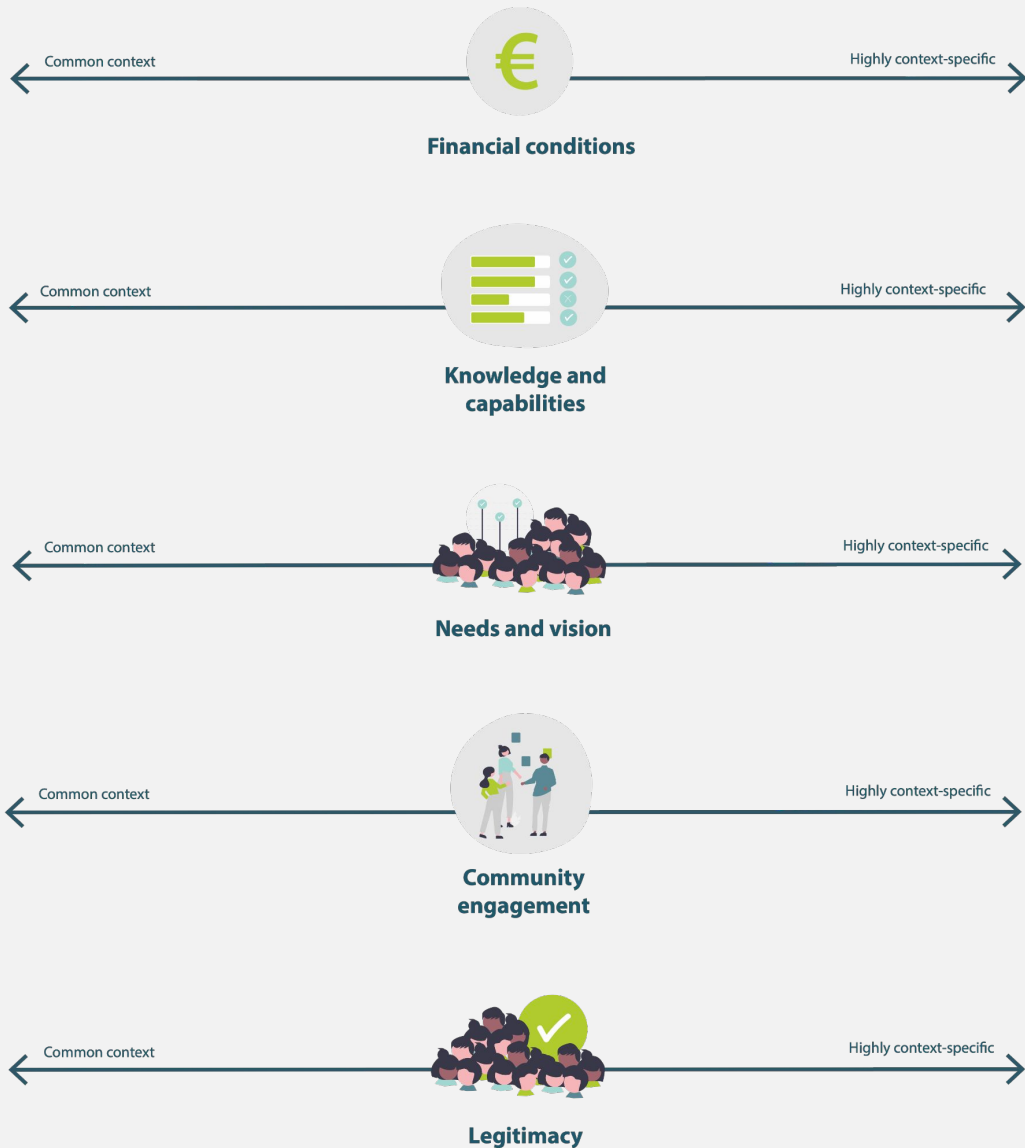 Common context
Highly context-specific
€
Financial conditions
Common context
Highly context-specific
Knowledge and
capabilities
Common context
Highly context-specific
Needs and vision
Common context
Highly context-specific
Community
engagement
Common context
Highly context-specific
Legitimacy